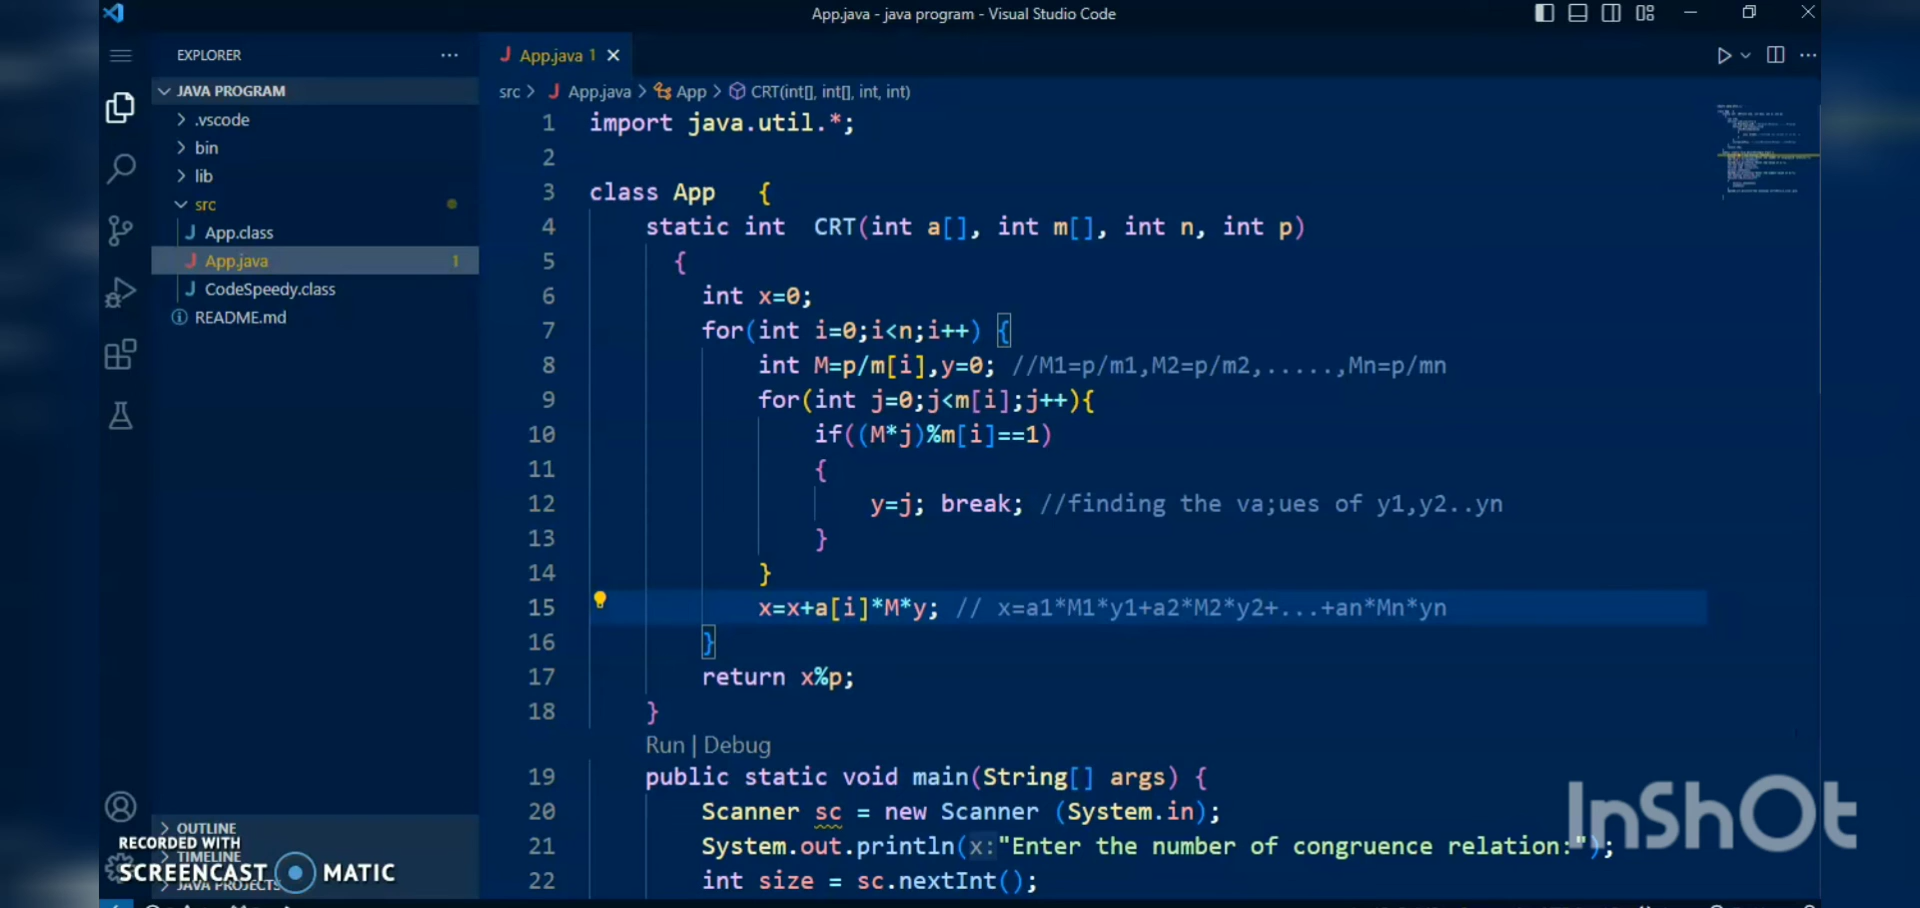 App.java - java program - Visual Studio Code
EXPLORER
JAVA PROGRAM
.vscode
bin
lib
src
App.class
App.java 1
CodeSpeedy.class
README.md
OUTLINE
TIMELINE
JAVA PROJECTS
RECORDED WITH
SCREENCAST MATIC
App.java 1
src > App.java > App > CRT(int[], int[], int, int)
1 import java.util.*;
2
3 class App {
4 static int CRT(int a[], int m[], int n, int p)
5 {
6 int x=0;
7 for(int i=0;i<n;i++) {
8 int M=p/m[i],y=0; //M1=p/m1,M2=p/m2,.....,Mn=p/mn
9 for(int j=0;j<m[i];j++){
10 if((M*j)%m[i]==1)
11 {
12 y=j; break; //finding the va;ues of y1,y2..yn
13 }
14 }
15 x=x+a[i]*M*y; // x=a1*M1*y1+a2*M2*y2+...+an*Mn*yn
16 }
17 return x%p;
18 }
Run | Debug
19 public static void main(String[] args) {
20 Scanner sc = new Scanner (System.in);
21 System.out.println(x:"Enter the number of congruence relation:");
22 int size = sc.nextInt();
InShOt